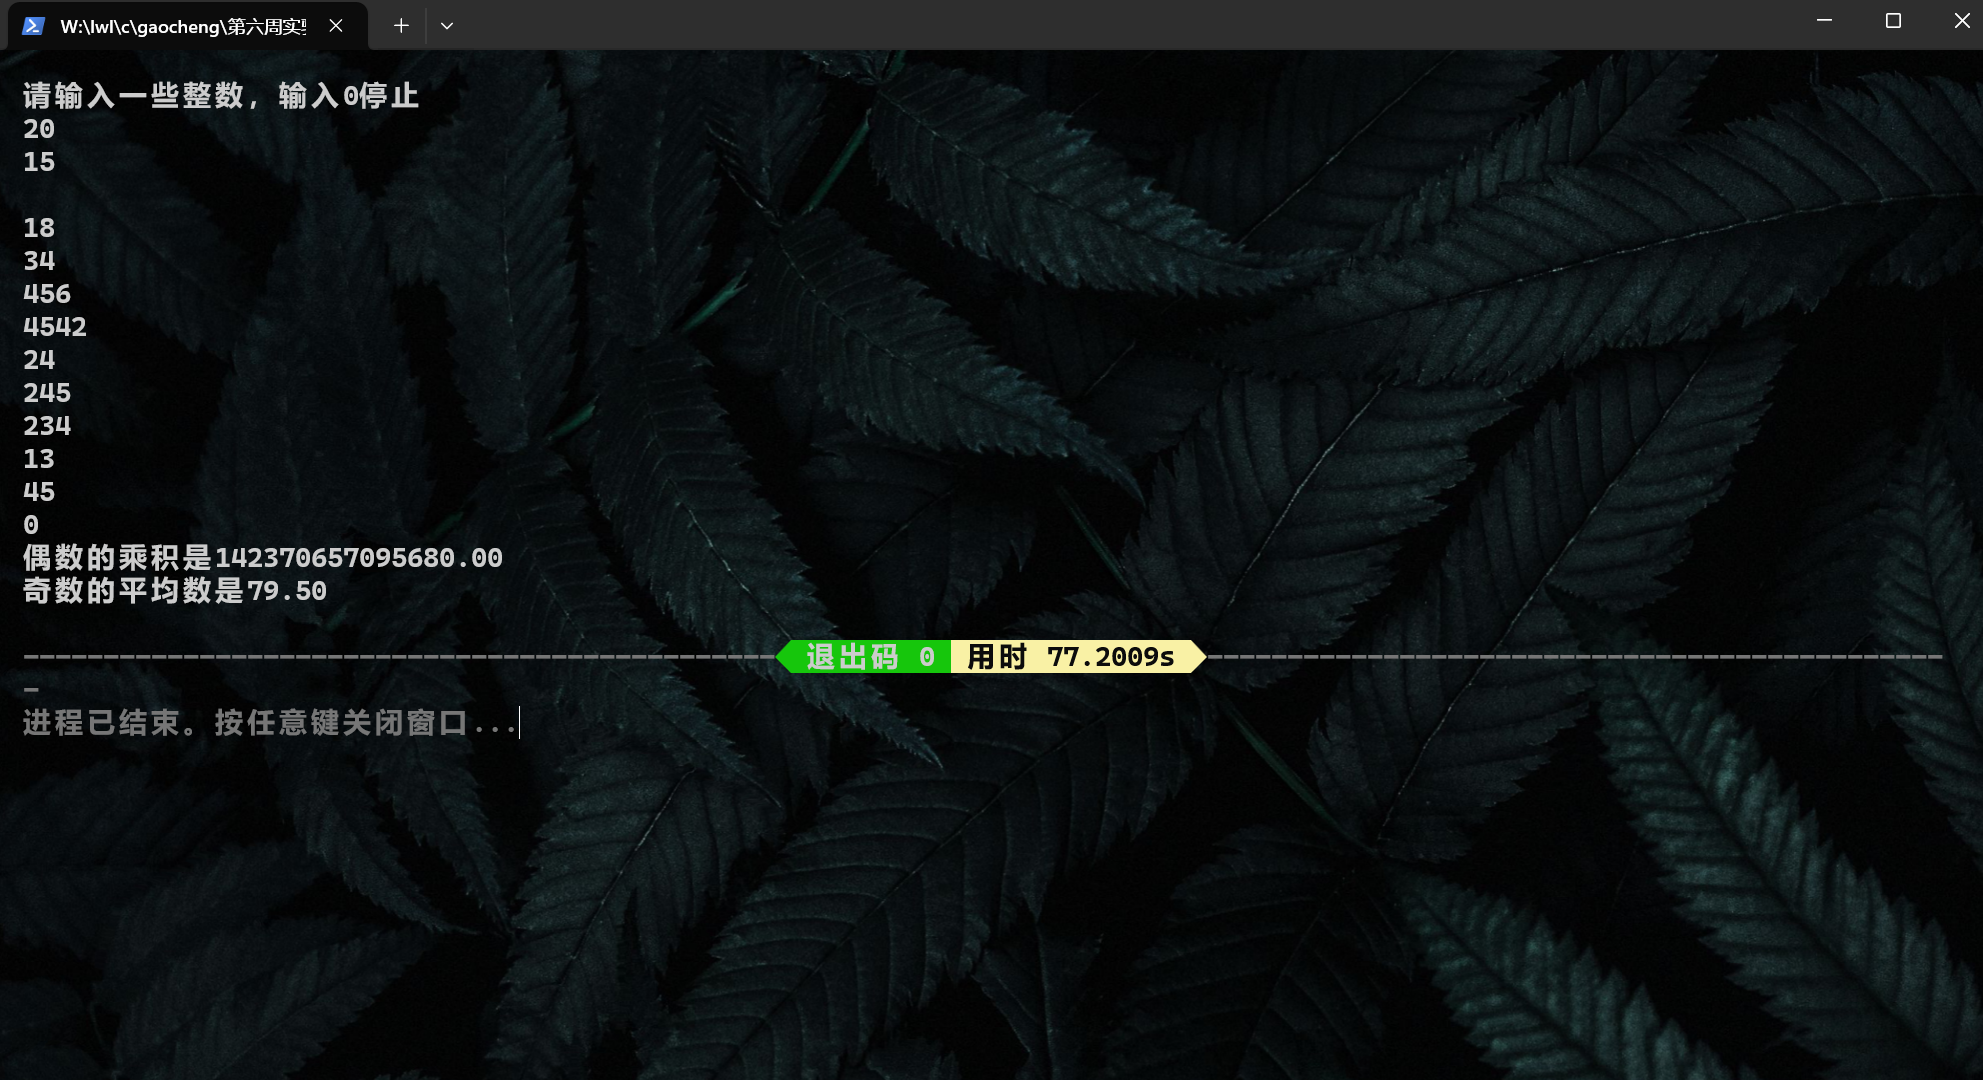 W:\lwl\c\gaocheng\第六周实
请输入一些整数，输入0停止
20
15
18
34
456
4542
24
245
234
13
45
0
偶数的乘积是142370657095680.00
奇数的平均数是79.50
退出码 0 用时 77.2009s
进程已结束。按任意键关闭窗口...